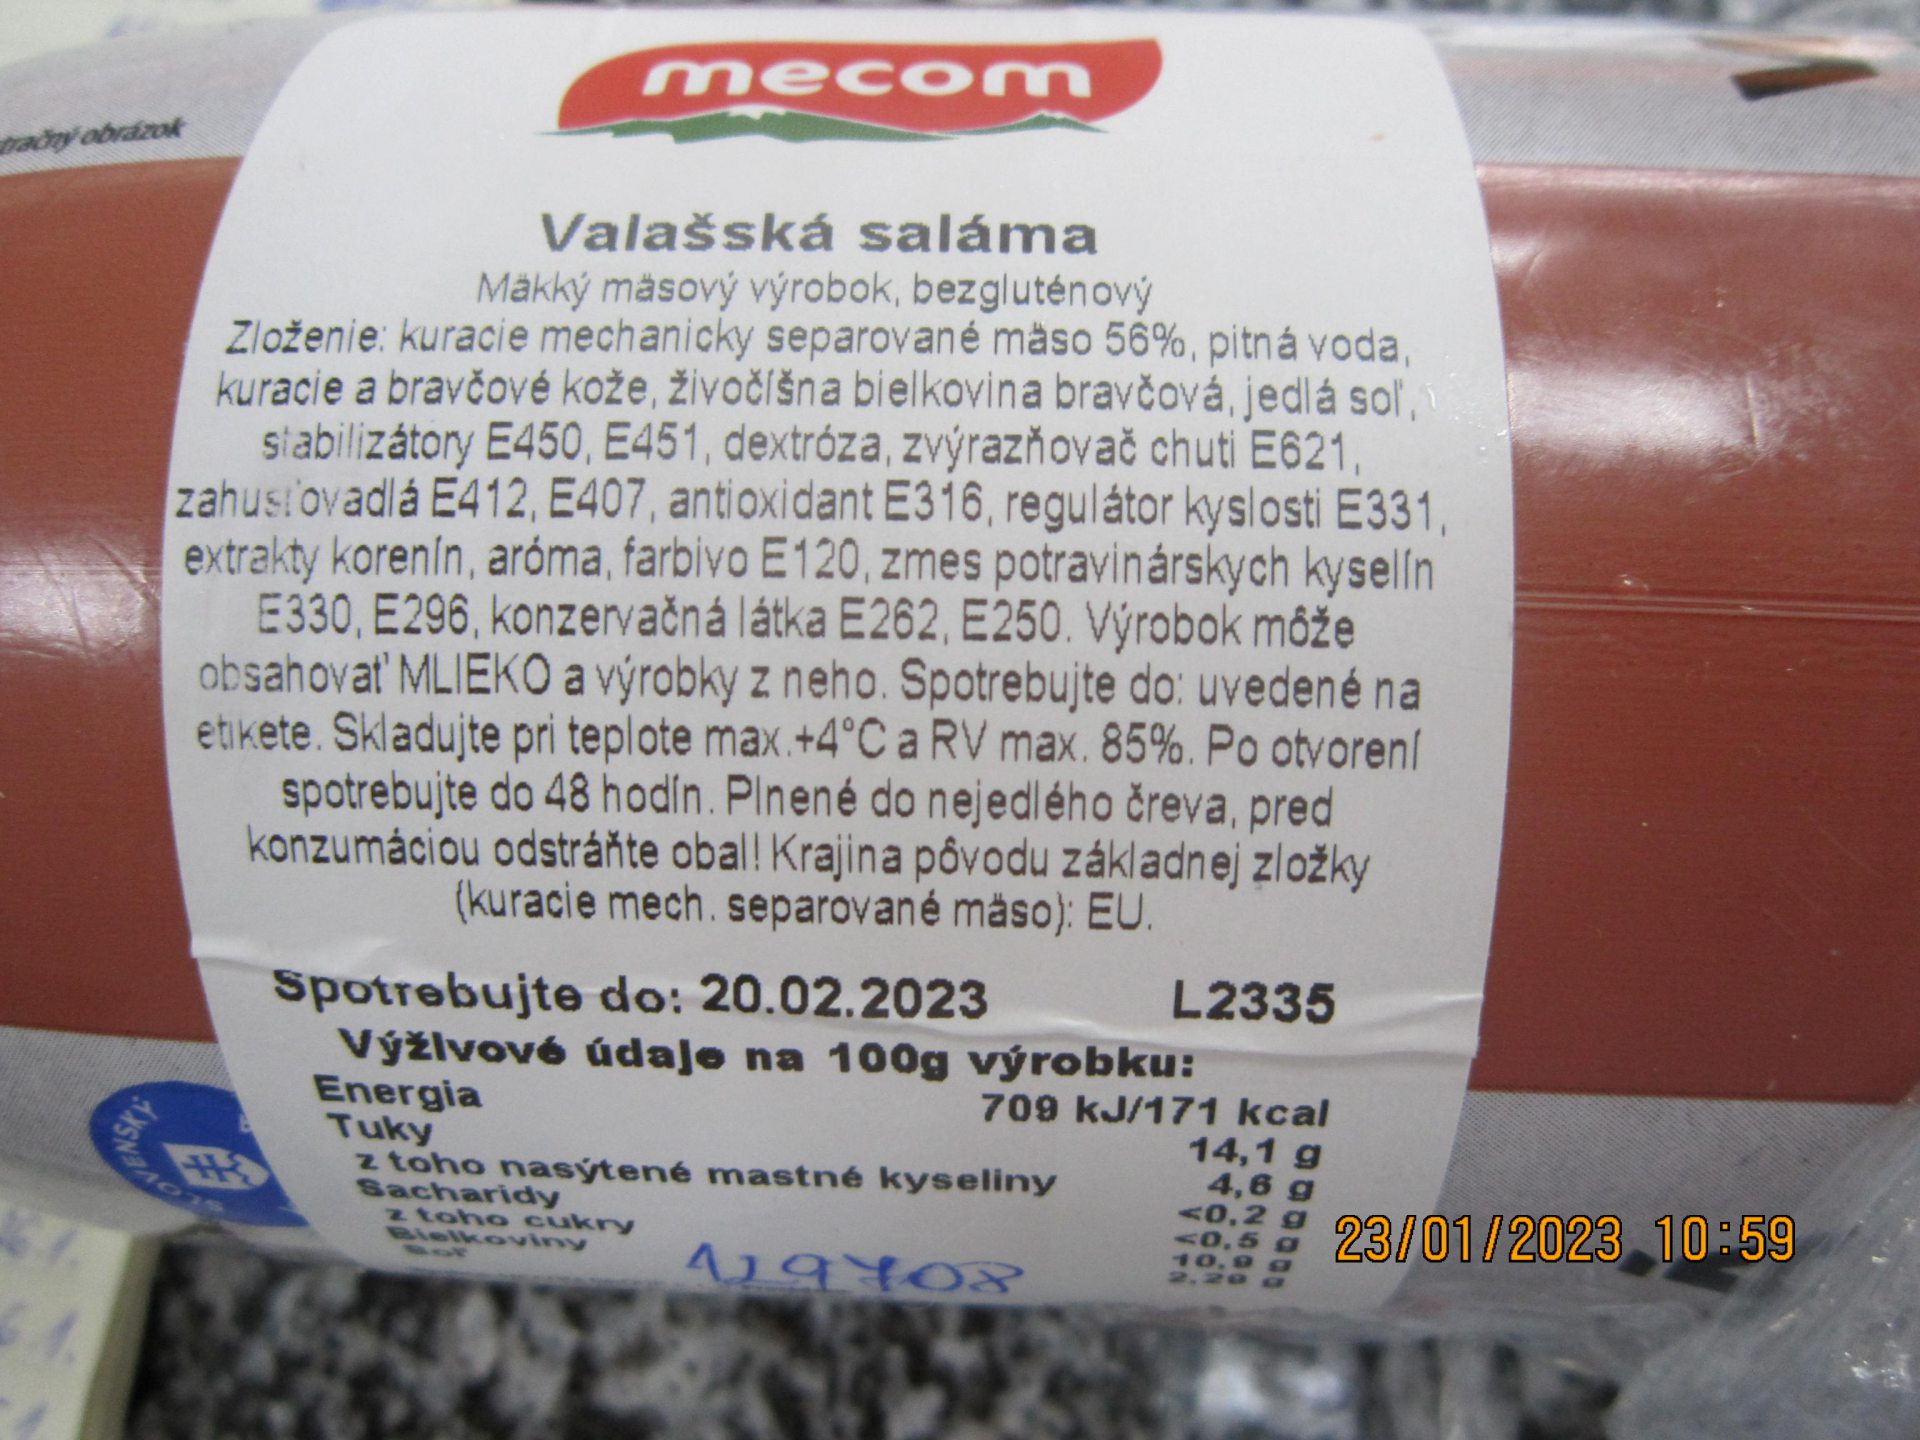 mecom
obrázok
Valašská saláma
Mäkký mäsový výrobok, bezgluténový
Zloženie: kuracie mechanicky separované mäso 56%, pitná voda,
kuracie a bravčové kože, živočíšna bielkovina bravčová, jedlá soľ,
stabilizátory E450, E451, dextróza, zvýrazňovač chuti E621,
zahusťovadlá E412, E407, antioxidant E316, regulátor kyslosti E331,
extrakty korenín, aróma, farbivo E120, zmes potravinárskych kyselín
E330, E296, konzervačná látka E262, E250. Výrobok môže
obsahovať MLIEKO a výrobky z neho. Spotrebujte do: uvedené na
etikete. Skladujte pri teplote max.+4°C a RV max. 85%. Po otvorení
spotrebujte do 48 hodín. Plnené do nejedlého čreva, pred
konzumáciou odstráňte obal! Krajina pôvodu základnej zložky
(kuracie mech. separované mäso): EU.
Spotrebujte do: 20.02.2023 L2335
Výživové údaje na 100g výrobku:
Energia 709 kJ/171 kcal
Tuky 14,1 g
z toho nasýtené mastné kyseliny 4,6 g
Sacharidy <0,2 g
z toho cukry <0,5 g
Bielkoviny 10,9 g
Soľ 2,20 g
SLOVENSKÝ
23/01/2023 10:59